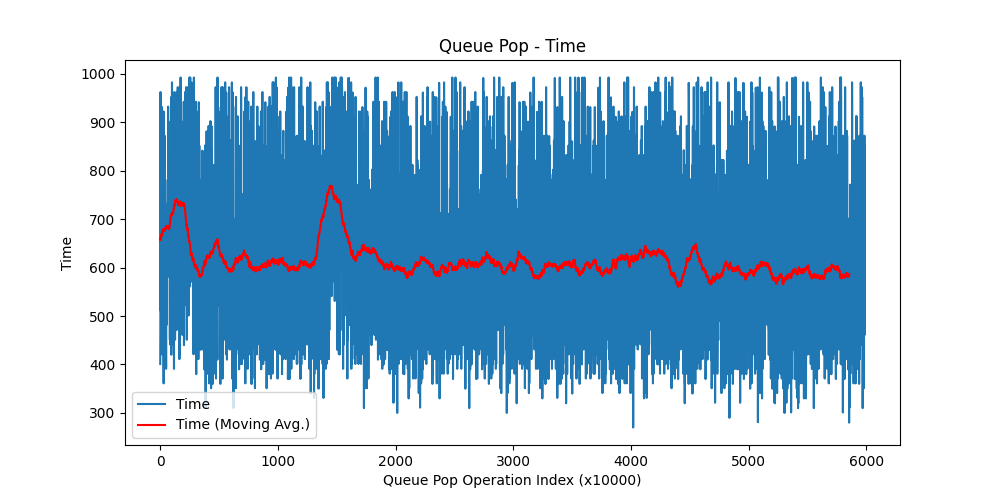 Queue Pop - Time
1000
900
800
700
600
500
400
300
Time
Time
Time (Moving Avg.)
0 1000 2000 3000 4000 5000 6000
Queue Pop Operation Index (x10000)